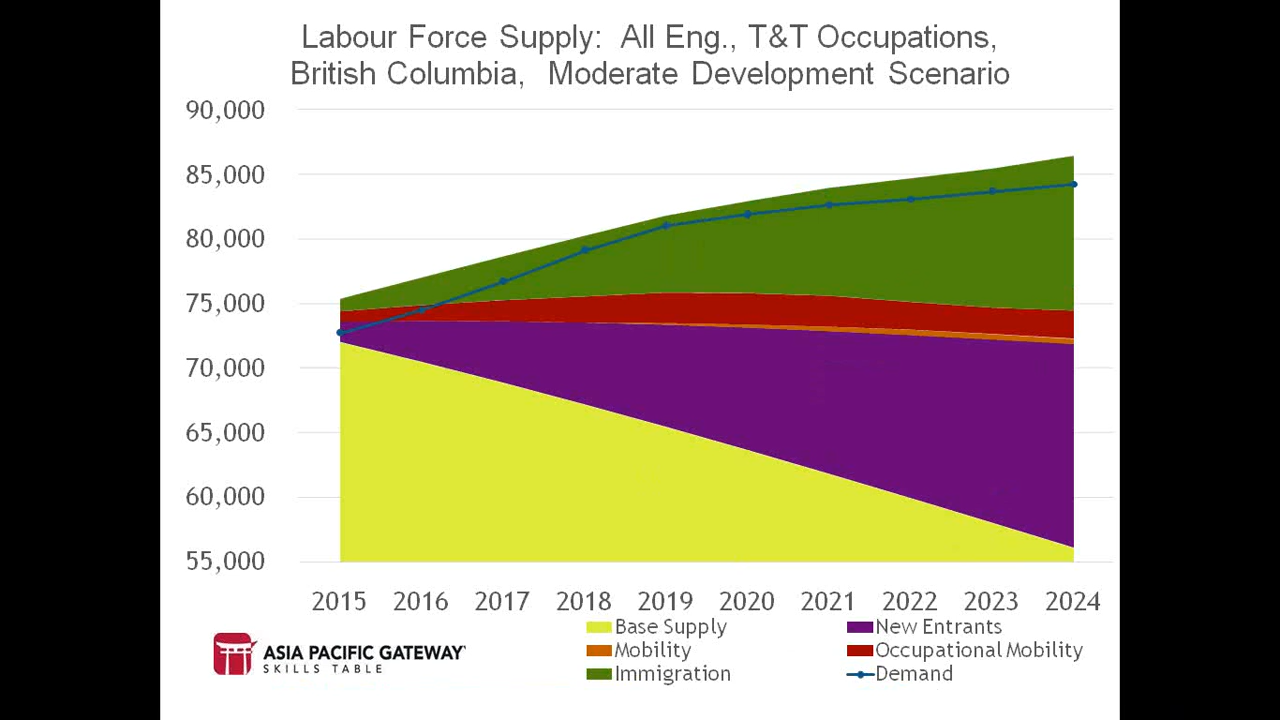 Labour Force Supply: All Eng., T&T Occupations,
British Columbia, Moderate Development Scenario
90,000
85,000
80,000
75,000
70,000
65,000
60,000
55,000
2015 2016 2017 2018 2019 2020 2021 2022 2023 2024
Base Supply New Entrants
Mobility Occupational Mobility
Immigration Demand
ASIA PACIFIC GATEWAY
SKILLS TABLE